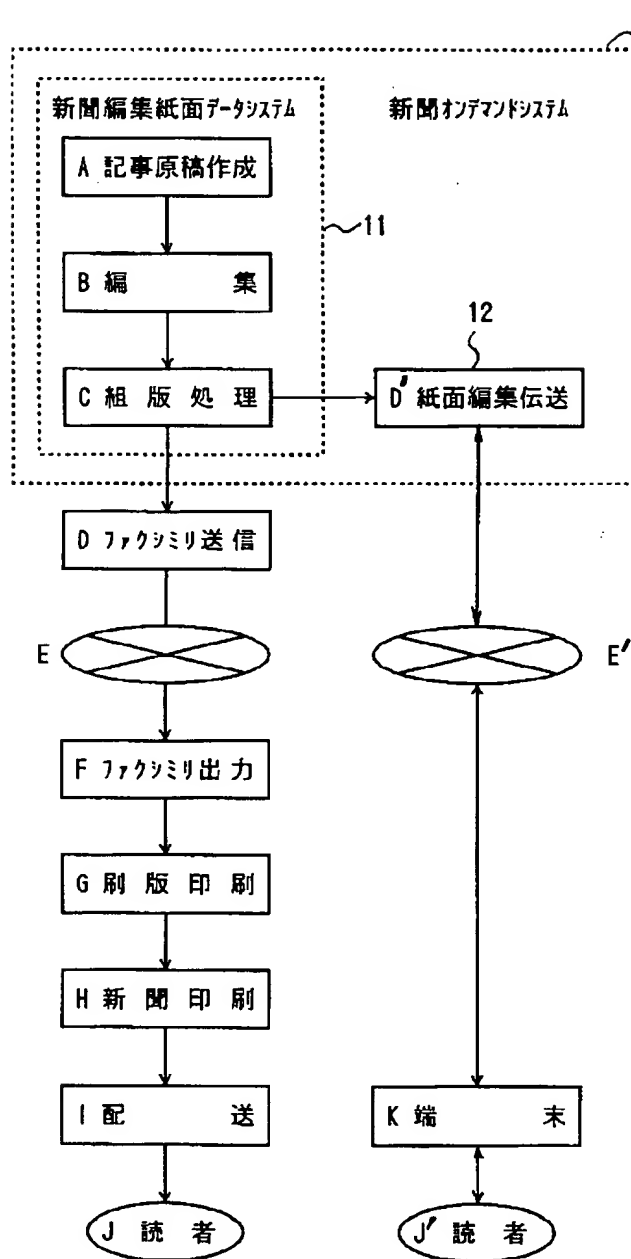 新聞編集紙面データシステム 新聞オンデマンドシステム
A 記事原稿作成
11
B 編 集
12
C 組版処理
D' 紙面編集伝送
D ファクシミリ送信
E
E'
F ファクシミリ出力
G 刷版印刷
H 新聞印刷
I 配 送
K 端 末
J 読者
J' 読者